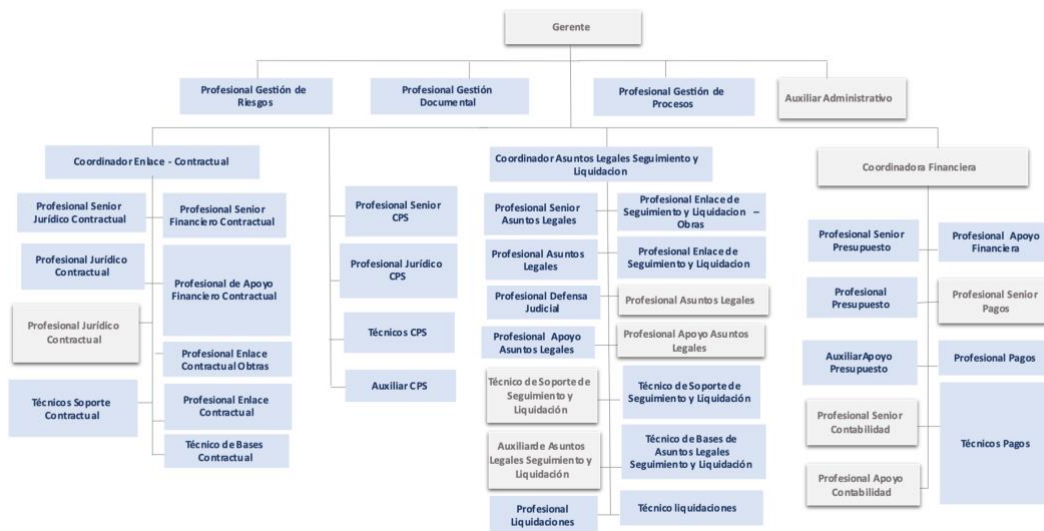 Gerente
Profesional Gestión de
Riesgos
Profesional Gestión
Documental
Profesional Gestión de
Procesos
Auxiliar Administrativo
Coordinador Enlace - Contractual
Profesional Senior
Jurídico Contractual
Profesional Senior
Financiero Contractual
Profesional Jurídico
Contractual
Profesional de Apoyo
Financiero Contractual
Profesional Jurídico
Contractual
Profesional Enlace
Contractual Obtras
Técnicos Soporte
Contractual
Profesional Enlace
Contractual
Técnico de Bases
Contractual
Profesional Senior
CPS
Profesional Jurídico
CPS
Técnicos CPS
Auxiliar CPS
Coordinador Asuntos Legales Seguimiento y
Liquidacion
Profesional Senior
Asuntos Legales
Profesional Enlace de
Seguimiento y Liquidacion –
Obras
Profesional Asuntos
Legales
Profesional Enlace de
Seguimiento y Liquidacion
Profesional Defensa
Judicial
Profesional Asuntos Legales
Profesional Apoyo
Asuntos Legales
Profesional Apoyo Asuntos
Legales
Técnico de Soporte de
Seguimiento y
Liquidación
Técnico de Soporte de
Seguimiento y
Liquidación
Auxiliarde Asuntos
Legales Seguimiento y
Liquidación
Técnico de Bases de
Asuntos Legales
Seguimiento y
Liquidación
Profesional
Liquidaciones
Técnico liquidaciones
Coordinadora Financiera
Profesional Senior
Presupuesto
Profesional Apoyo
Financiera
Profesional
Presupuesto
Profesional Senior
Pagos
AuxiliarApoyo
Presupuesto
Profesional Pagos
Profesional Senior
Contabilidad
Técnicos Pagos
Profesional Apoyo
Contabilidad